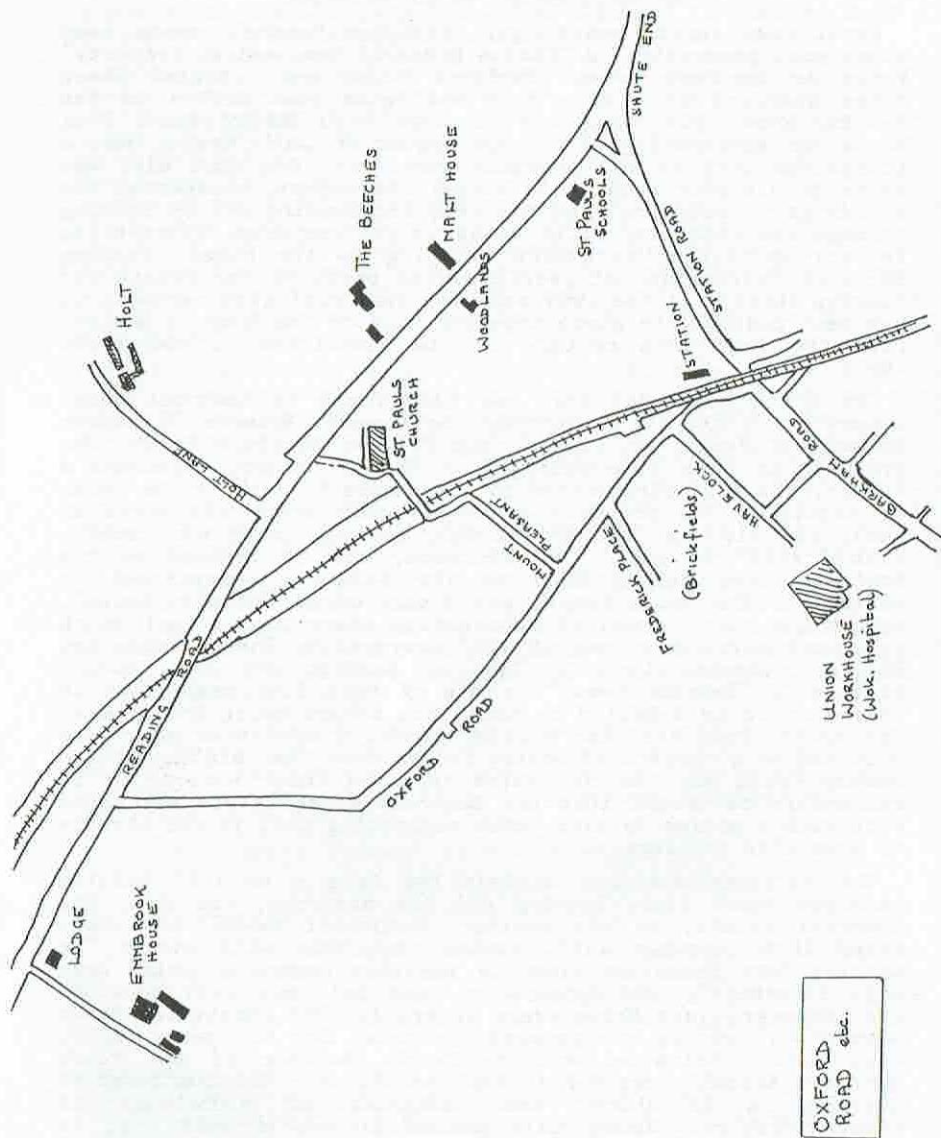 SHUTE END
HOLT
THE BEECHES
MALT HOUSE
HOLT LANE
WOODLANDS
ST PAULS
SCHOOLS
STATION ROAD
ST PAULS
CHURCH
STATION
READING ROAD
MOUNT
PLEASANT
FREDERICK PLACE
(Brickfields)
HAVELOCK
BARKHAM ROAD
UNION
WORKHOUSE
(Wok. Hospital)
OXFORD ROAD
LODGE
EMMBROOK
HOUSE
OXFORD
ROAD etc.